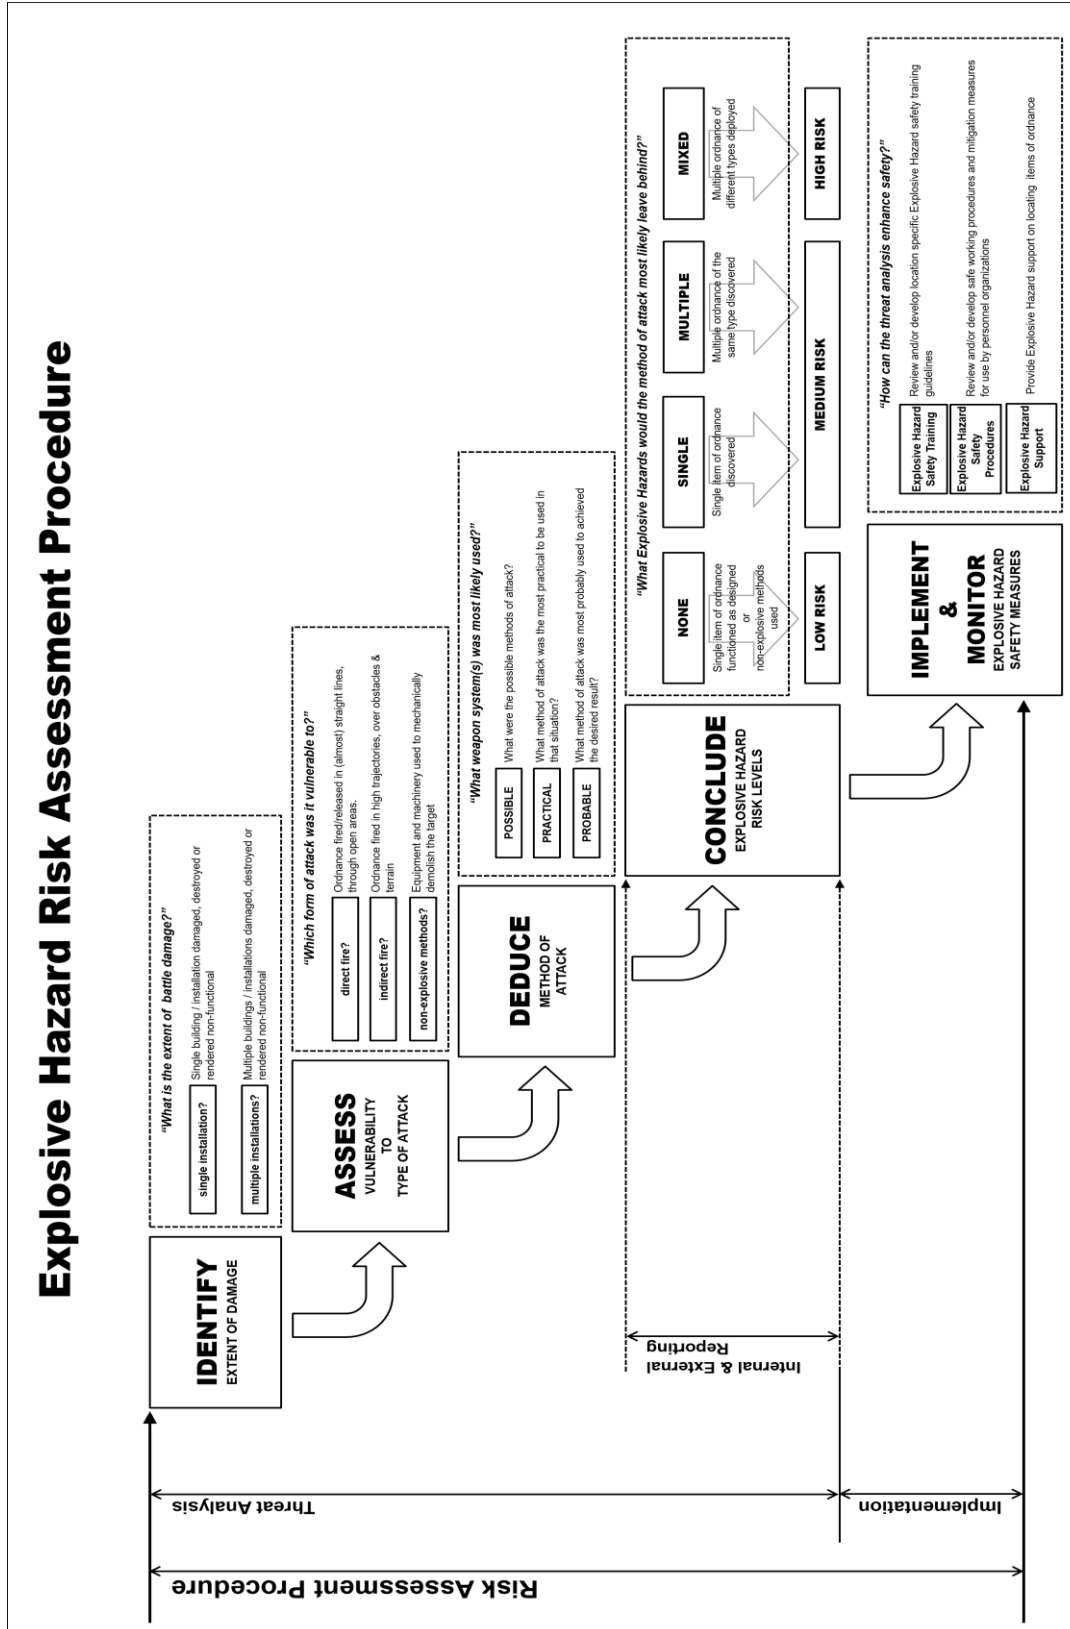 Explosive Hazard Risk Assessment Procedure
IDENTIFY
EXTENT OF DAMAGE
“What is the extent of battle damage?”
single installation?
Single building / installation damaged, destroyed or
rendered non-functional
multiple installations?
Multiple buildings / installations damaged, destroyed or
rendered non-functional
ASSESS
VULNERABILITY
TO
TYPE OF ATTACK
“Which form of attack was it vulnerable to?”
direct fire?
Ordnance fired/released in (almost) straight lines,
through open areas.
indirect fire?
Ordnance fired in high trajectories, over obstacles &
terrain
non-explosive methods?
Equipment and machinery used to mechanically
demolish the target
DEDUCE
METHOD OF
ATTACK
“What weapon system(s) was most likely used?”
POSSIBLE
What were the possible methods of attack?
PRACTICAL
What method of attack was the most practical to be used in
that situation?
PROBABLE
What method of attack was most probably used to achieved
the desired result?
CONCLUDE
EXPLOSIVE HAZARD
RISK LEVELS
“What Explosive Hazards would the method of attack most likely leave behind?”
NONE
Single item of ordnance
functioned as designed
or
non-explosive methods
used
SINGLE
Single item of ordnance
discovered
MULTIPLE
Multiple ordnance of the
same type discovered
MIXED
Multiple ordnance of
different types deployed
LOW RISK
MEDIUM RISK
HIGH RISK
IMPLEMENT
&
MONITOR
EXPLOSIVE HAZARD
SAFETY MEASURES
“How can the threat analysis enhance safety?”
Explosive Hazard
Safety Training
Review and/or develop location specific Explosive Hazard safety training
guidelines
Explosive Hazard
Safety
Procedures
Review and/or develop safe working procedures and mitigation measures
for use by personnel organizations
Explosive Hazard
Support
Provide Explosive Hazard support on locating items of ordnance
Internal & External
Reporting
Threat Analysis
Implementation
Risk Assessment Procedure